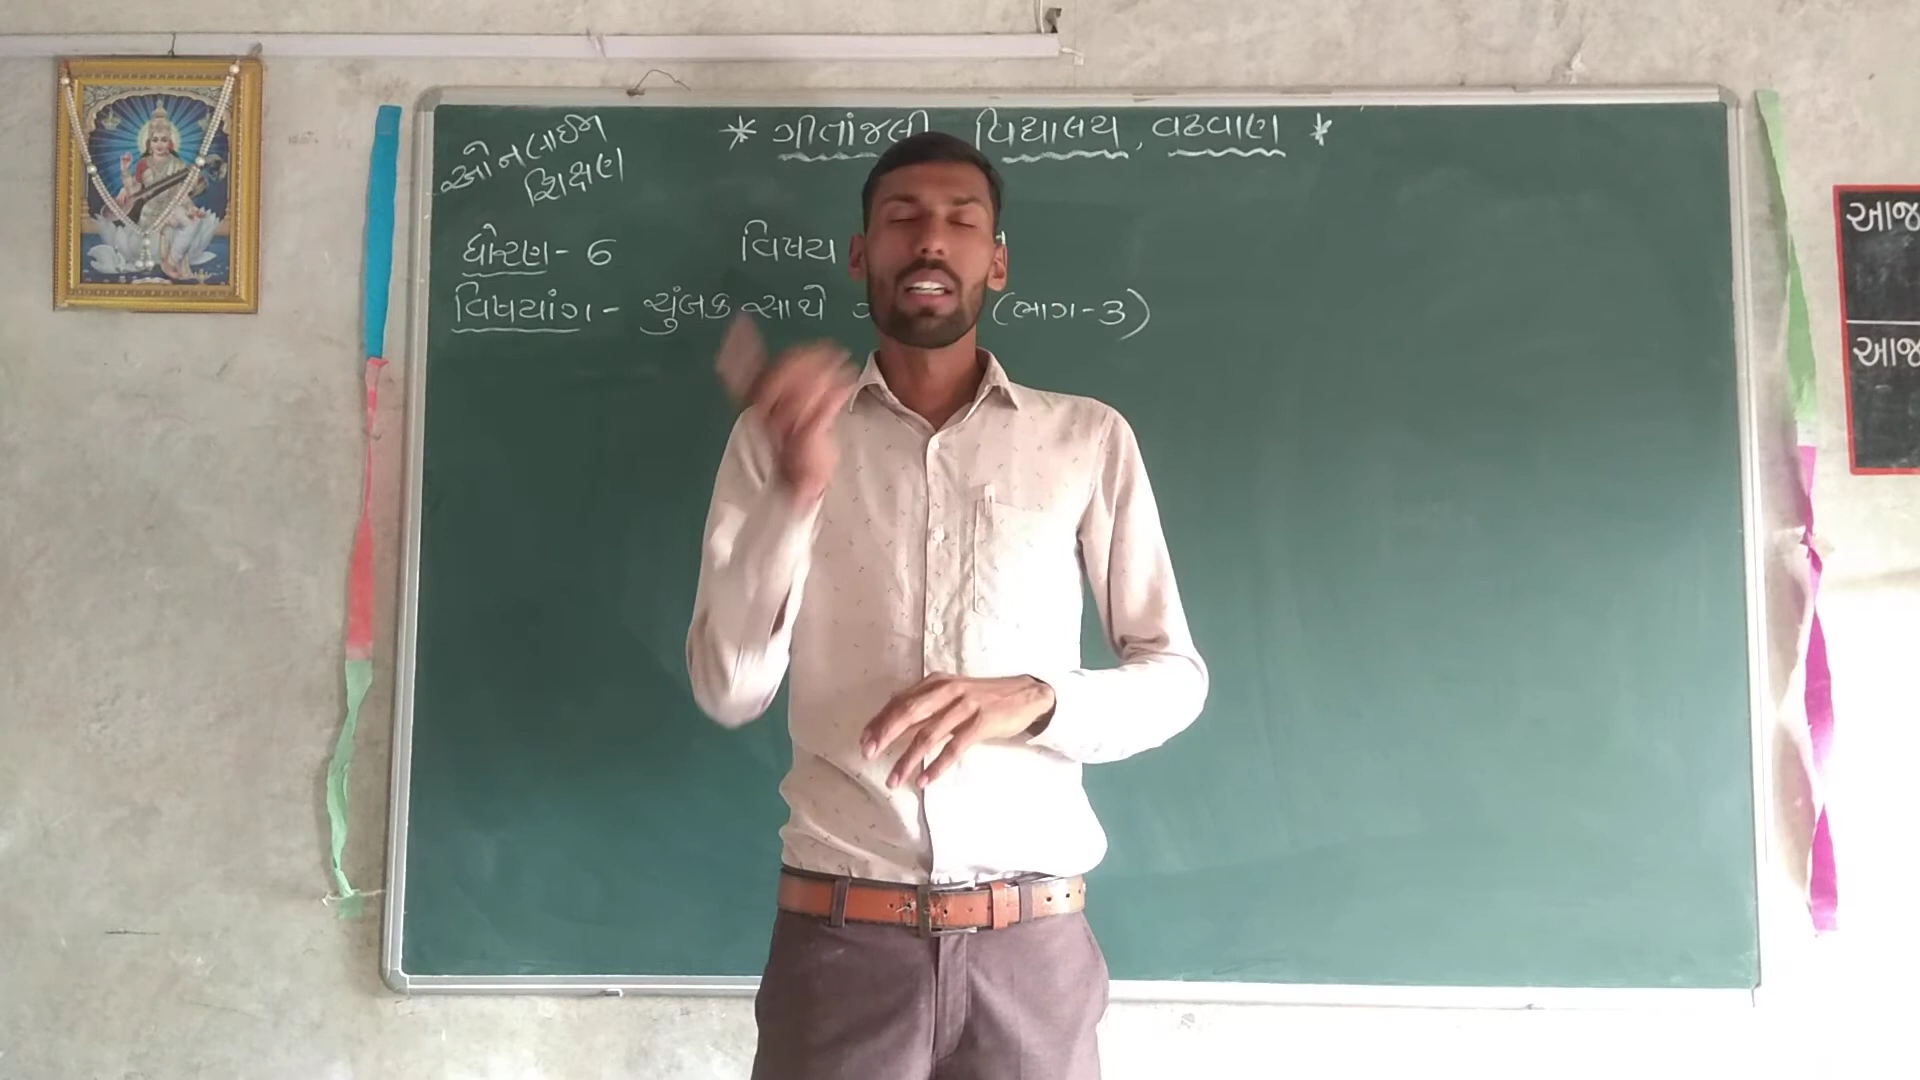 ઓનલાઈન
શિક્ષણ
* ગીતાંજલી વિદ્યાલય, વઢવાણ *
ધોરણ - 6 વિષય
વિષયાંગ - ચુંબક સાથે (ભાગ-3)
આજ
આજ